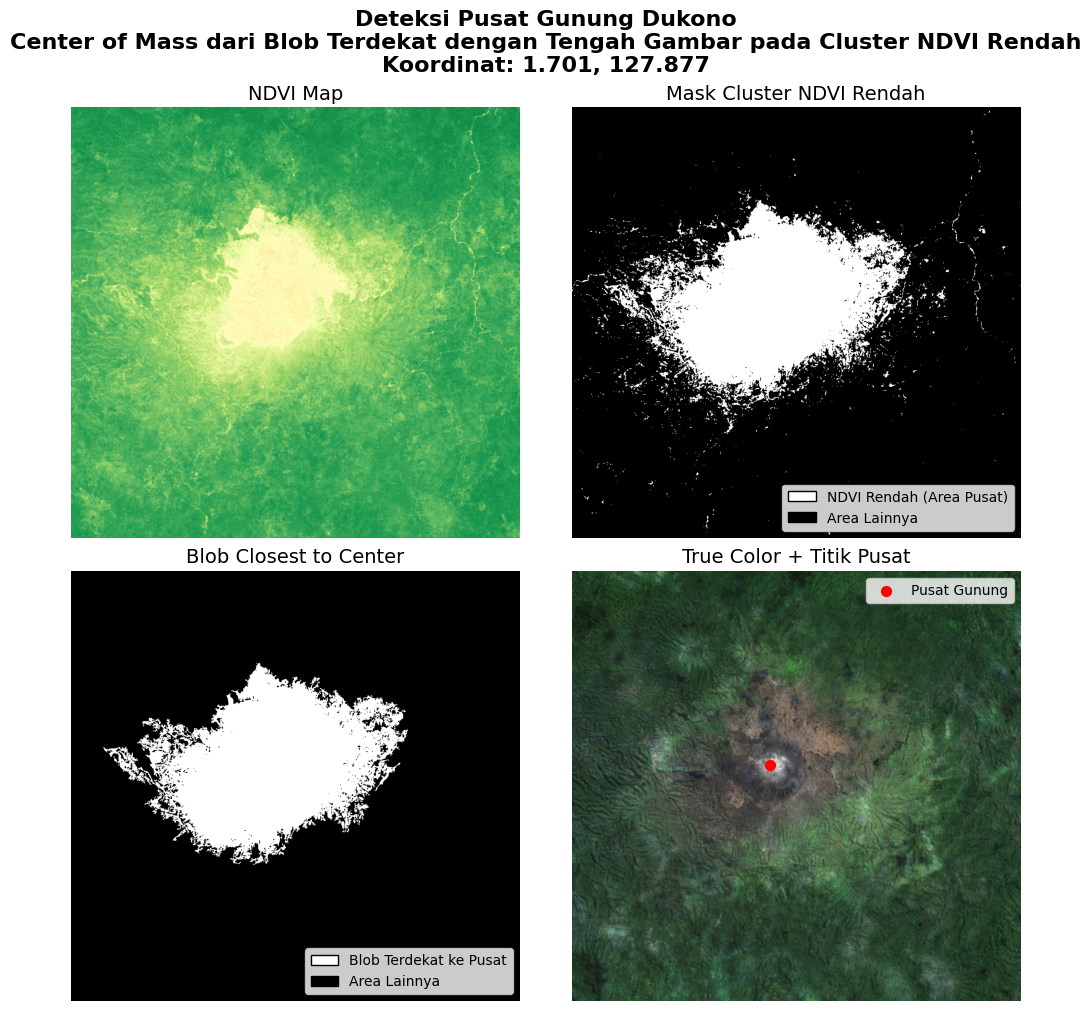 Deteksi Pusat Gunung Dukono
Center of Mass dari Blob Terdekat dengan Tengah Gambar pada Cluster NDVI Rendah
Koordinat: 1.701, 127.877
NDVI Map
Mask Cluster NDVI Rendah
NDVI Rendah (Area Pusat)
Area Lainnya
Blob Closest to Center
True Color + Titik Pusat
Pusat Gunung
Blob Terdekat ke Pusat
Area Lainnya